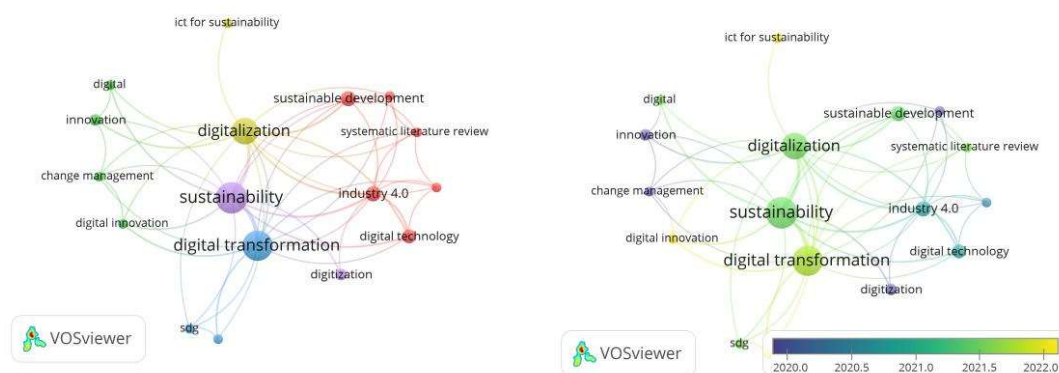 ict for sustainability
digital
sustainable development
innovation
digitalization
systematic literature review
change management
sustainability
industry 4.0
digital innovation
digital transformation
digital technology
digitization
sdg
VOSviewer
ict for sustainability
digital
sustainable development
innovation
digitalization
systematic literature review
change management
sustainability
industry 4.0
digital innovation
digital technology
digital transformation
digitization
sdg
VOSviewer
2020.0 2020.5 2021.0 2021.5 2022.0